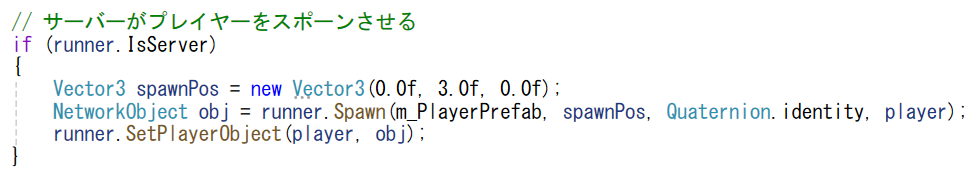 // サーバーがプレイヤーをスポーンさせる
if (runner.IsServer)
{
    Vector3 spawnPos = new Vector3(0.0f, 3.0f, 0.0f);
    NetworkObject obj = runner.Spawn(m_PlayerPrefab, spawnPos, Quaternion.identity, player);
    runner.SetPlayerObject(player, obj);
}